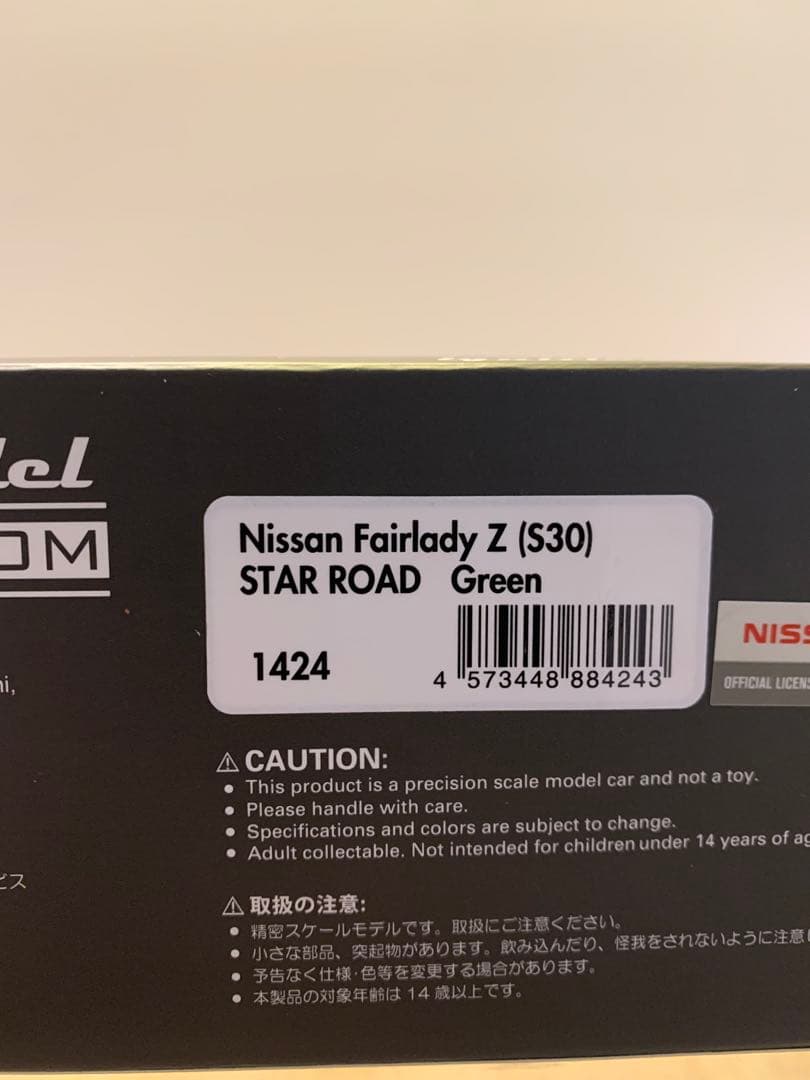 Nissan Fairlady Z (S30)
STAR ROAD Green
1424
4 573448 884243
OFFICIAL
⚠ CAUTION:
● This product is a precision scale model car and not a toy.
● Please handle with care.
● Specifications and colors are subject to change.
● Adult collectable. Not intended for children under 14 years of
⚠ 取扱の注意:
● 精密スケールモデルです。取扱にご注意ください。
● 小さな部品、突起物があります。飲み込んだり、怪我をされないように注意
● 予告なく仕様・色等を変更する場合があります。
● 本製品の対象年齢は 14 歳以上です。